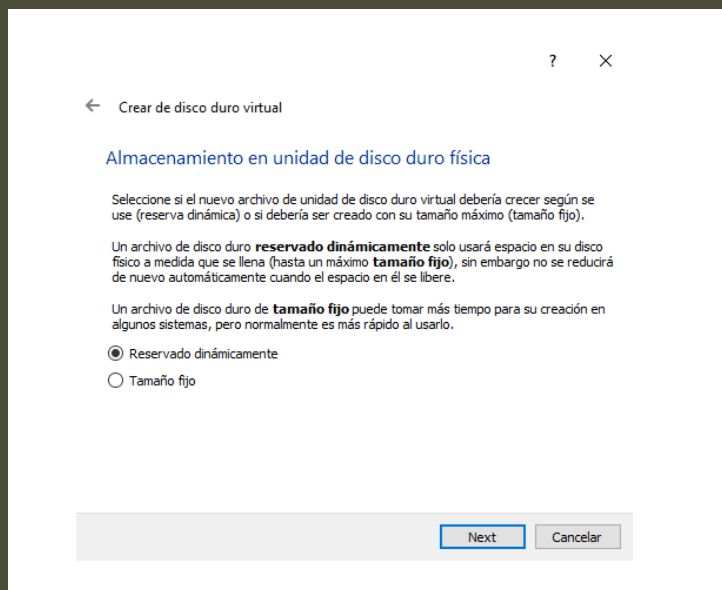 ?
Crear de disco duro virtual
Almacenamiento en unidad de disco duro física
Seleccione si el nuevo archivo de unidad de disco duro virtual debería crecer según se
use (reserva dinámica) o si debería ser creado con su tamaño máximo (tamaño fijo).
Un archivo de disco duro reservado dinámicamente solo usará espacio en su disco
físico a medida que se llena (hasta un máximo tamaño fijo), sin embargo no se reducirá
de nuevo automáticamente cuando el espacio en él se libere.
Un archivo de disco duro de tamaño fijo puede tomar más tiempo para su creación en
algunos sistemas, pero normalmente es más rápido al usarlo.
Reservado dinámicamente
Tamaño fijo
Next Cancelar